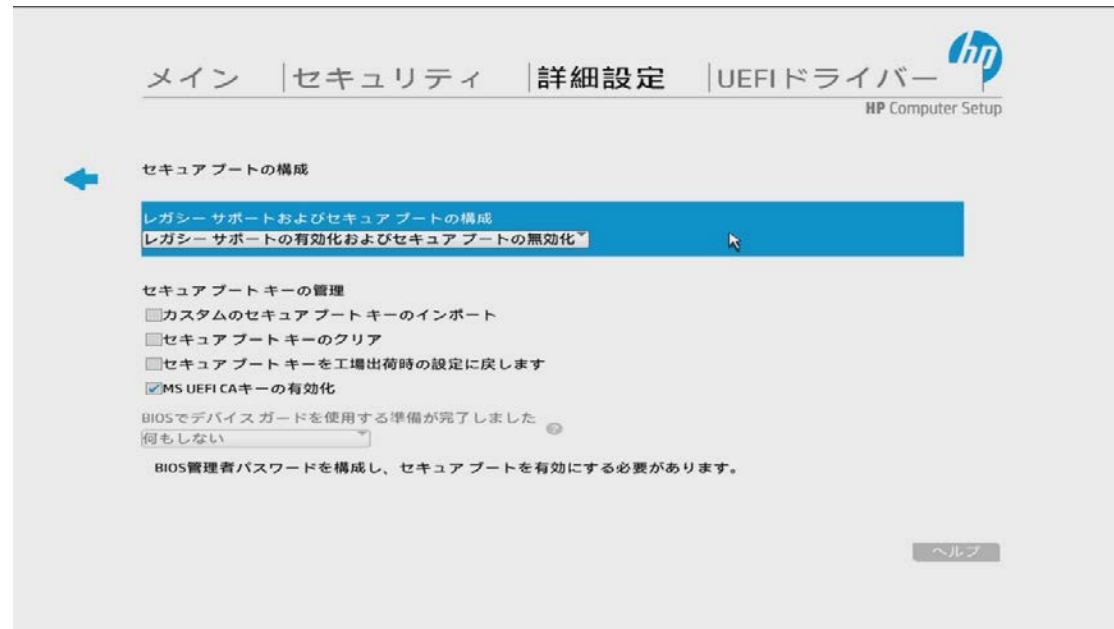 hp
メイン |セキュリティ |詳細設定 |UEFIドライバー
HP Computer Setup
セキュア ブートの構成
レガシー サポートおよびセキュア ブートの構成
レガシー サポートの有効化およびセキュア ブートの無効化
セキュア ブート キーの管理
カスタムのセキュア ブート キーのインポート
セキュア ブート キーのクリア
セキュア ブート キーを工場出荷時の設定に戻します
MS UEFI CAキーの有効化
BIOSでデバイス ガードを使用する準備が完了しました ?
何もしない
BIOS管理者パスワードを構成し、セキュア ブートを有効にする必要があります。
ヘルプ